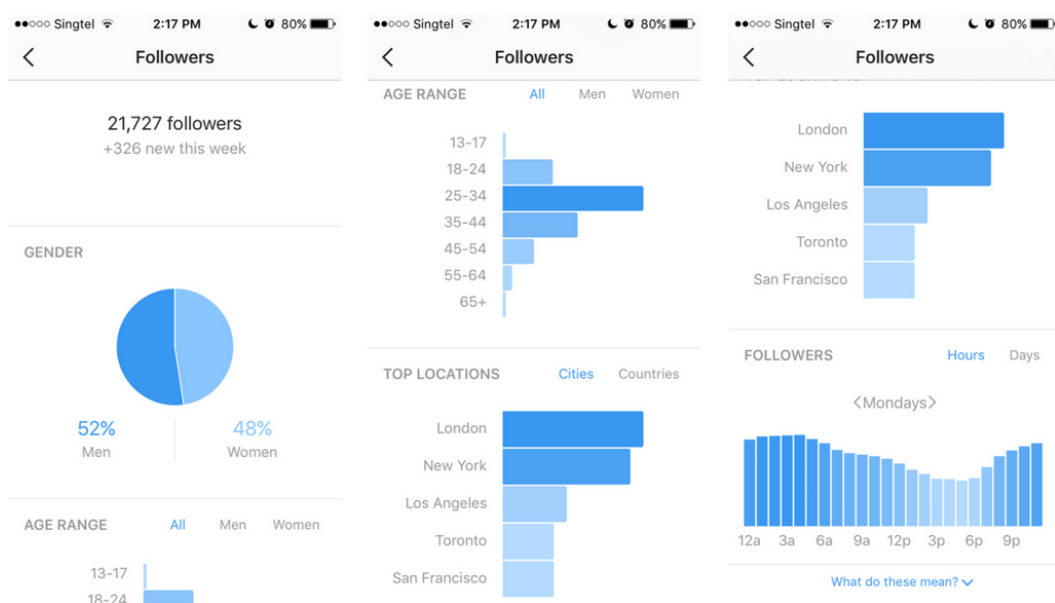 Singtel 2:17 PM 80%
Followers
21,727 followers
+326 new this week
GENDER
52% 48%
Men Women
AGE RANGE All Men Women
13-17
18-24
Singtel 2:17 PM 80%
Followers
AGE RANGE All Men Women
13-17
18-24
25-34
35-44
45-54
55-64
65+
TOP LOCATIONS Cities Countries
London
New York
Los Angeles
Toronto
San Francisco
Singtel 2:17 PM 80%
Followers
TOP LOCATIONS
London
New York
Los Angeles
Toronto
San Francisco
FOLLOWERS Hours Days
<Mondays>
12a 3a 6a 9a 12p 3p 6p 9p
What do these mean?